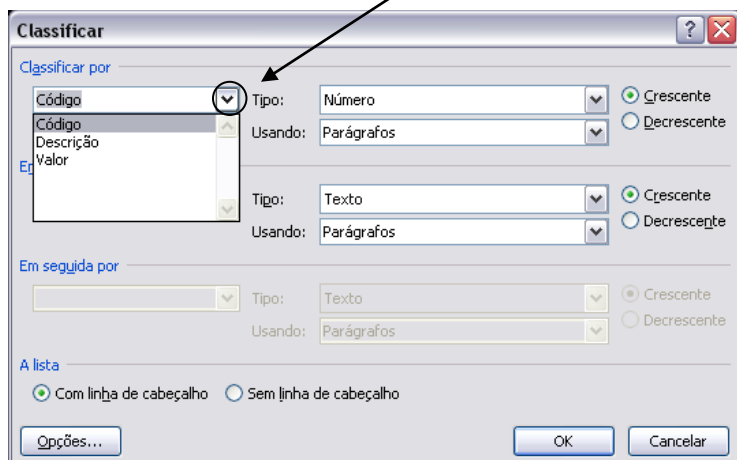 Classificar
Classificar por
Código Tipo: Número Crescente
Código
Descrição
Valor
Usando: Parágrafos Decrescente
Tipo: Texto Crescente
Usando: Parágrafos Decrescente
Em seguida por
Tipo: Texto Crescente
Usando: Parágrafos Decrescente
A lista
Com linha de cabeçalho Sem linha de cabeçalho
Opções... OK Cancelar